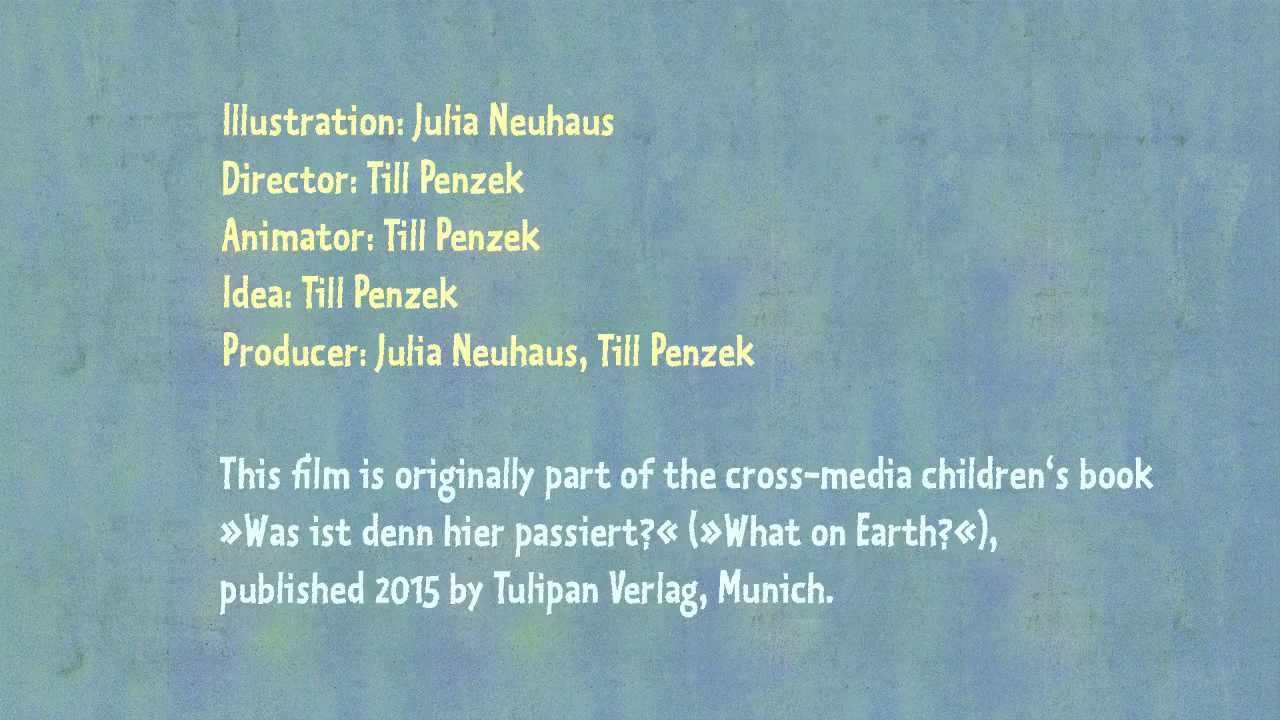 Illustration: Julia Neuhaus
Director: Till Penzek
Animator: Till Penzek
Idea: Till Penzek
Producer: Julia Neuhaus, Till Penzek
This film is originally part of the cross-media children‘s book
»Was ist denn hier passiert?« (»What on Earth?«),
published 2015 by Tulipan Verlag, Munich.